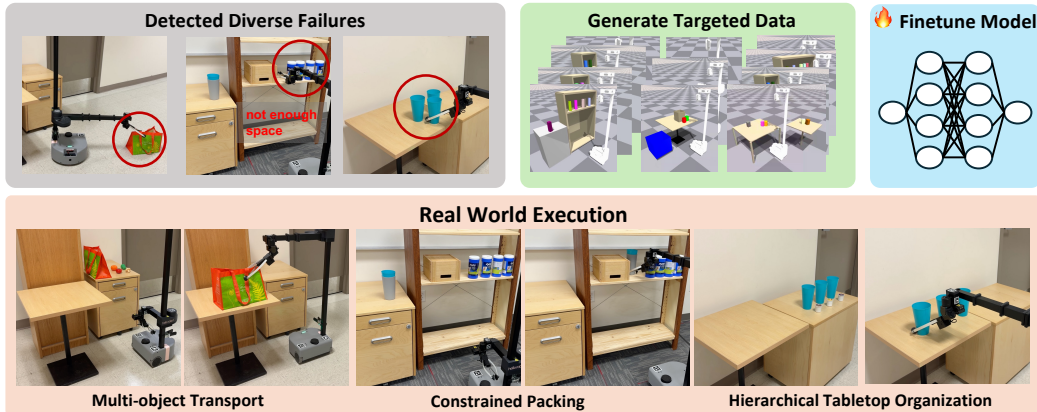 Detected Diverse Failures
not enough
space
Generate Targeted Data
Finetune Model
Real World Execution
Multi-object Transport
Constrained Packing
Hierarchical Tabletop Organization